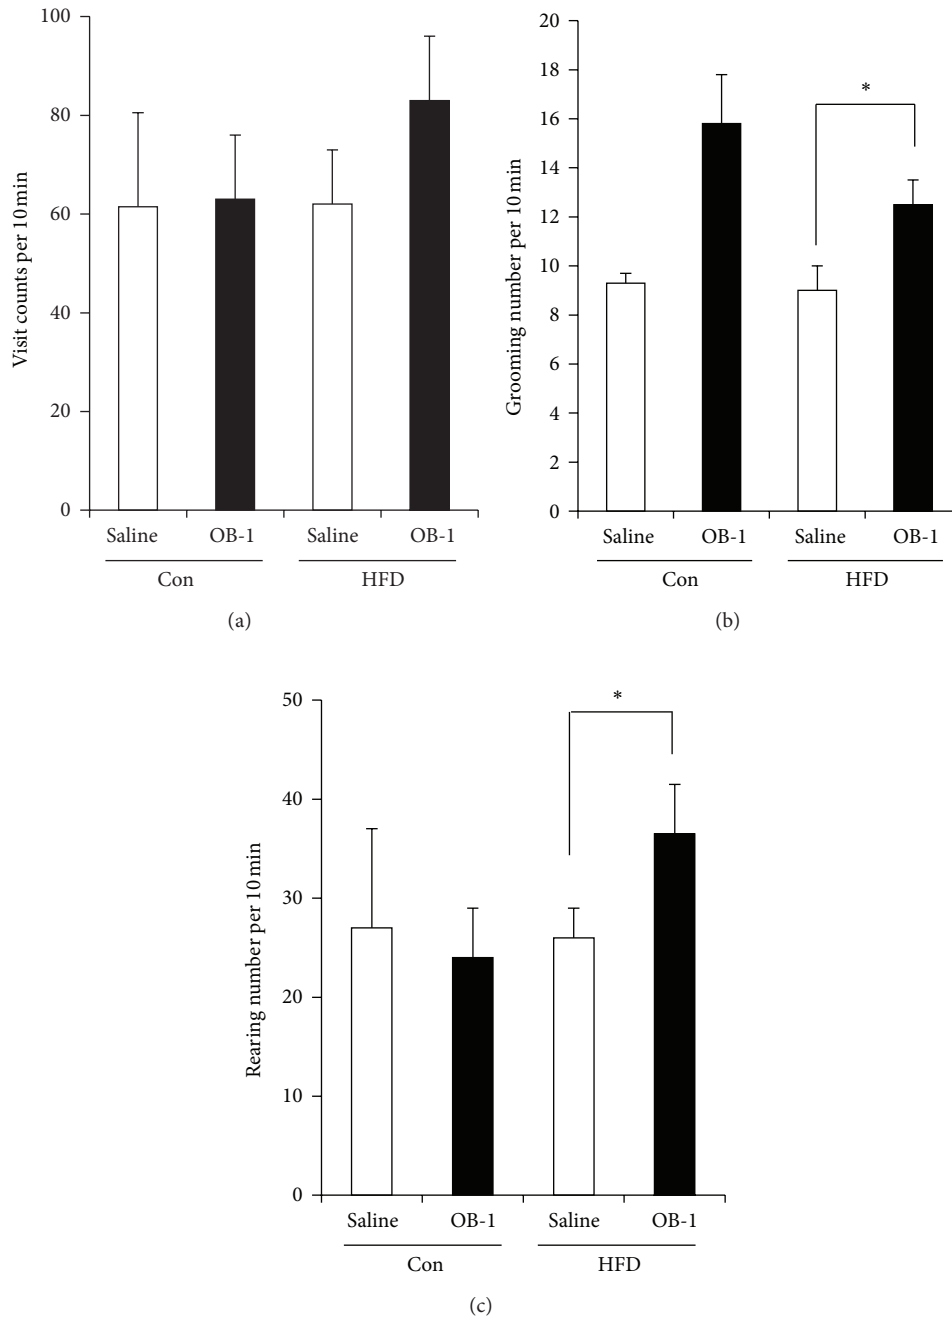 100
80
60
40
20
0
Visit counts per 10 min
Saline OB-1 Saline OB-1
Con HFD
(a)
20
18
16
14
12
10
8
6
4
2
0
Grooming number per 10 min
*
Saline OB-1 Saline OB-1
Con HFD
(b)
50
40
30
20
10
0
Rearing number per 10 min
*
Saline OB-1 Saline OB-1
Con HFD
(c)